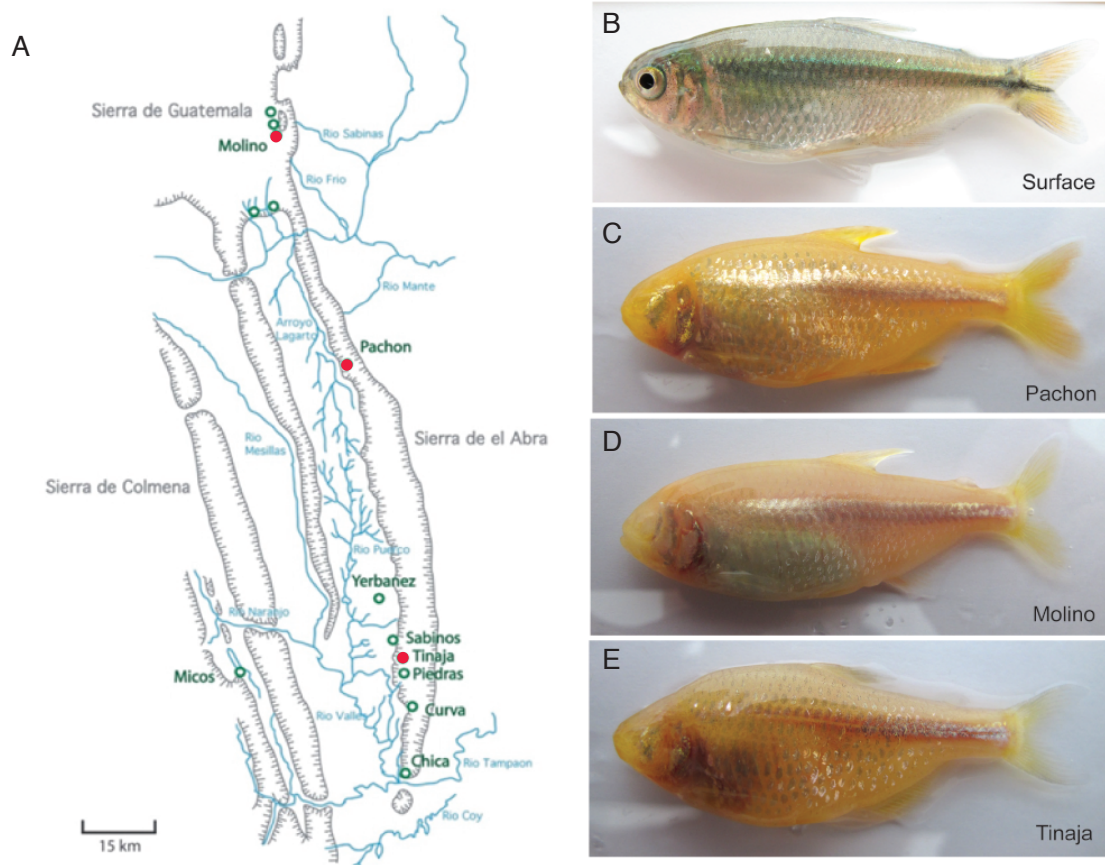 A
Sierra de Guatemala
Molino
Rio Sabinas
Rio Frio
Rio Mante
Arroyo
Lagarto
Pachon
Rio
Mesillas
Sierra de el Abra
Sierra de Colmena
Rio Puerco
Yerbanez
Rio Naranjo
Sabinos
Tinaja
Piedras
Micos
Rio Valles
Curva
Chica
Rio Tampaon
Rio Coy
15 km
B
Surface
C
Pachon
D
Molino
E
Tinaja